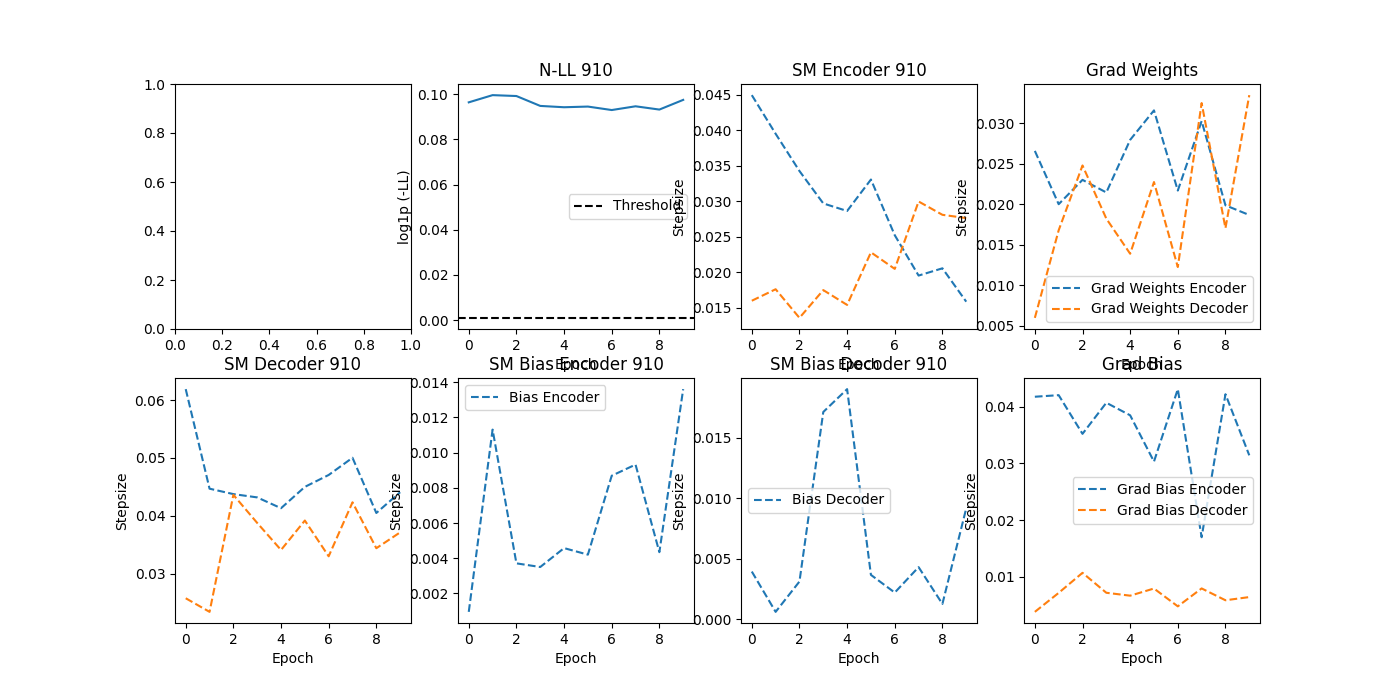 N-LL 910
SM Encoder 910
Grad Weights
1.0
0.8
0.6
0.4
0.2
0.0
0.0 0.2 0.4 0.6 0.8 1.0
log1p (-LL)
0.10
0.08
0.06
0.04
0.02
0.00
Threshold
0 2 4 6 8
Epoch
Stepsize
0.045
0.040
0.035
0.030
0.025
0.020
0.015
0 2 4 6 8
Epoch
Stepsize
0.030
0.025
0.020
0.015
0.010
0.005
Grad Weights Encoder
Grad Weights Decoder
0 2 4 6 8
Epoch
SM Decoder 910
SM Bias Encoder 910
SM Bias Decoder 910
Grad Bias
Stepsize
0.06
0.05
0.04
0.03
0 2 4 6 8
Epoch
Stepsize
0.014
0.012
0.010
0.008
0.006
0.004
0.002
Bias Encoder
0 2 4 6 8
Epoch
Stepsize
0.015
0.010
0.005
0.000
Bias Decoder
0 2 4 6 8
Epoch
Stepsize
0.04
0.03
0.02
0.01
Grad Bias Encoder
Grad Bias Decoder
0 2 4 6 8
Epoch